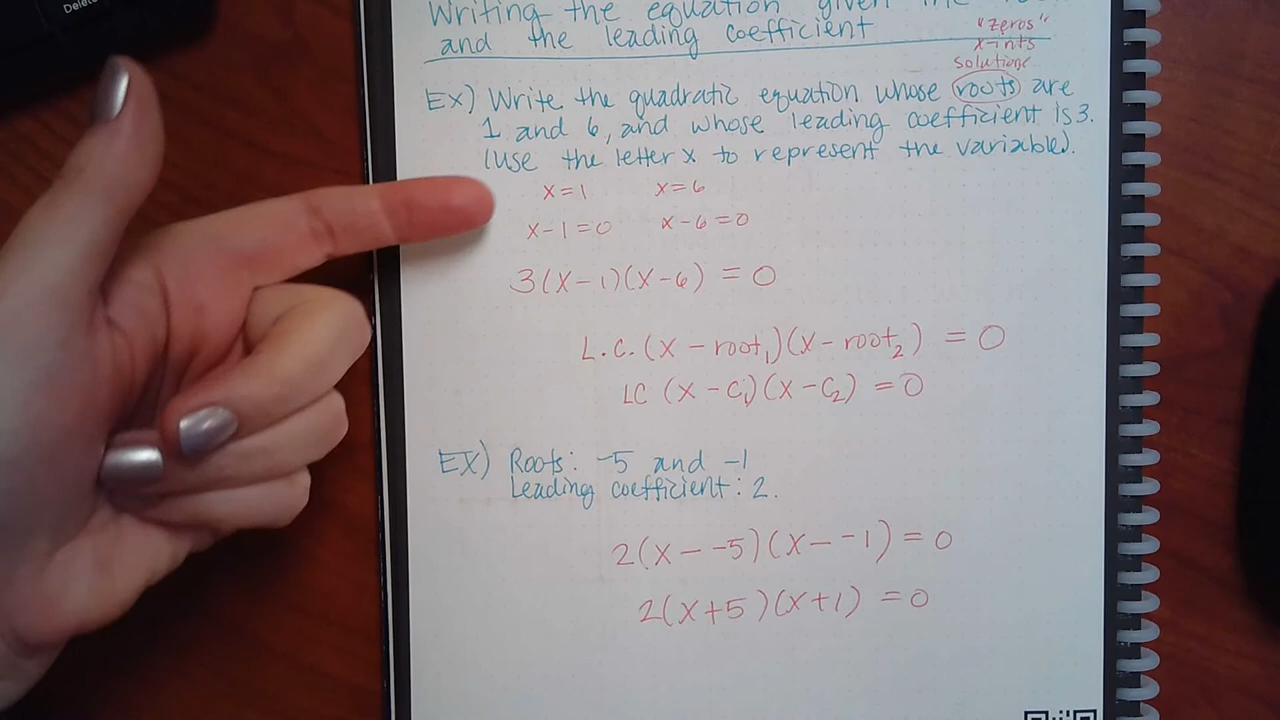 Delete
Writing the equation given the
and the leading coefficient
"zeros"
x-ints
solutions
Ex) Write the quadratic equation whose roots are
1 and 6, and whose leading coefficient is 3.
(Use the letter x to represent the variable).
x=1 x=6
x-1=0 x-6=0
3(x-1)(x-6) = 0
L.C. (x - root₁)(x - root₂) = 0
LC (x - c₁)(x - c₂) = 0
EX) Roots: -5 and -1
Leading coefficient: 2.
2(x--5)(x--1)=0
2(x+5)(x+1) = 0